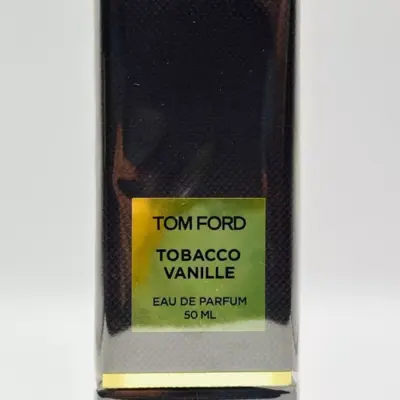 TOM FORD
TOBACCO
VANILLE
EAU DE PARFUM
50 ML